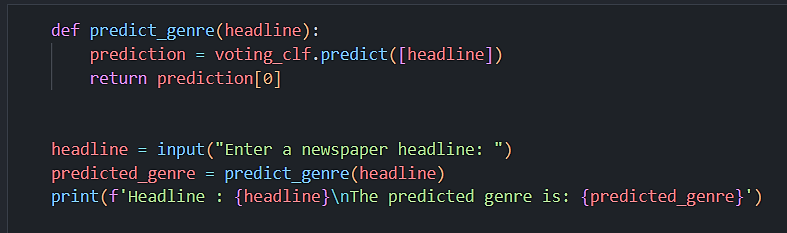 def predict_genre(headline):
    prediction = voting_clf.predict([headline])
    return prediction[0]
headline = input("Enter a newspaper headline: ")
predicted_genre = predict_genre(headline)
print(f'Headline : {headline}\nThe predicted genre is: {predicted_genre}')